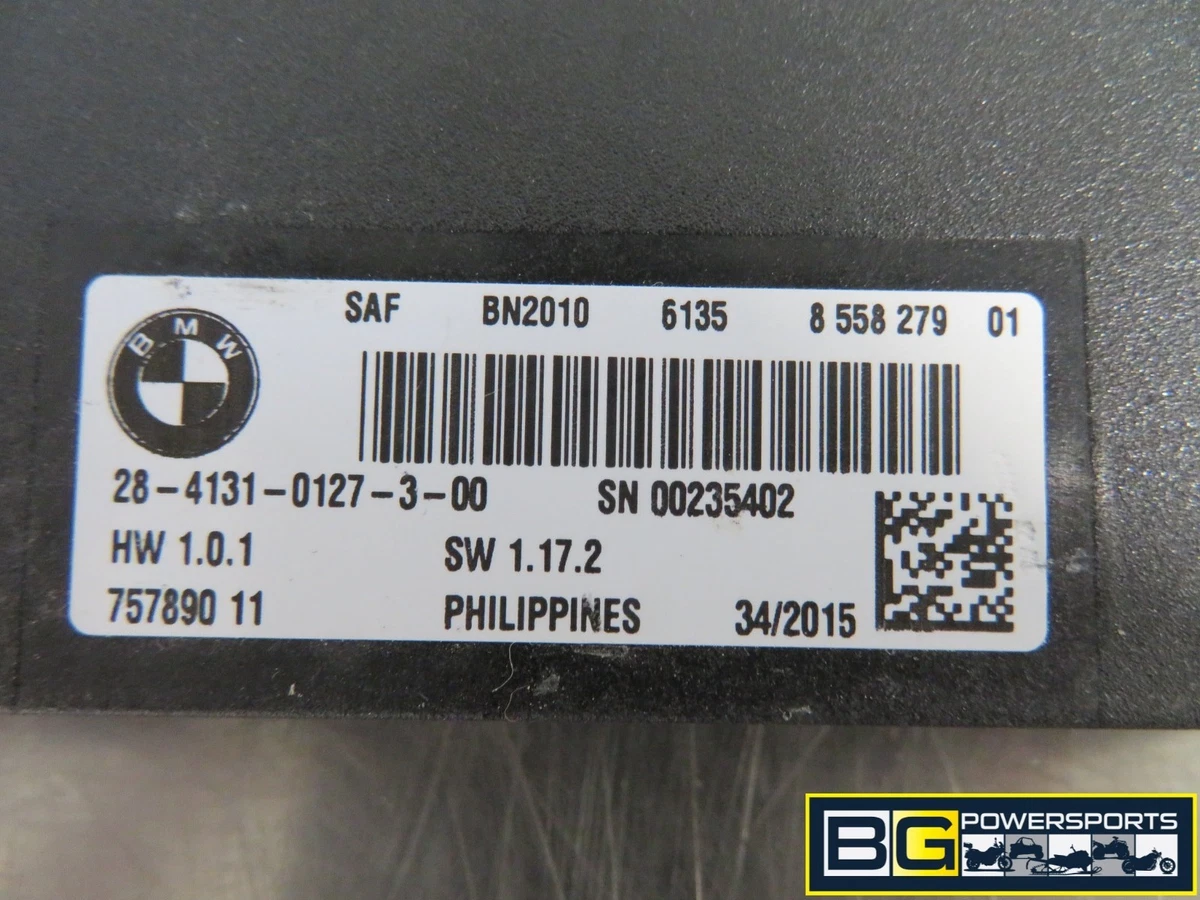 SAF BN2010 6135 8 558 279 01
BMW
28-4131-0127-3-00 SN 00235402
HW 1.0.1 SW 1.17.2
757890 11 PHILIPPINES 34/2015
BG POWERSPORTS